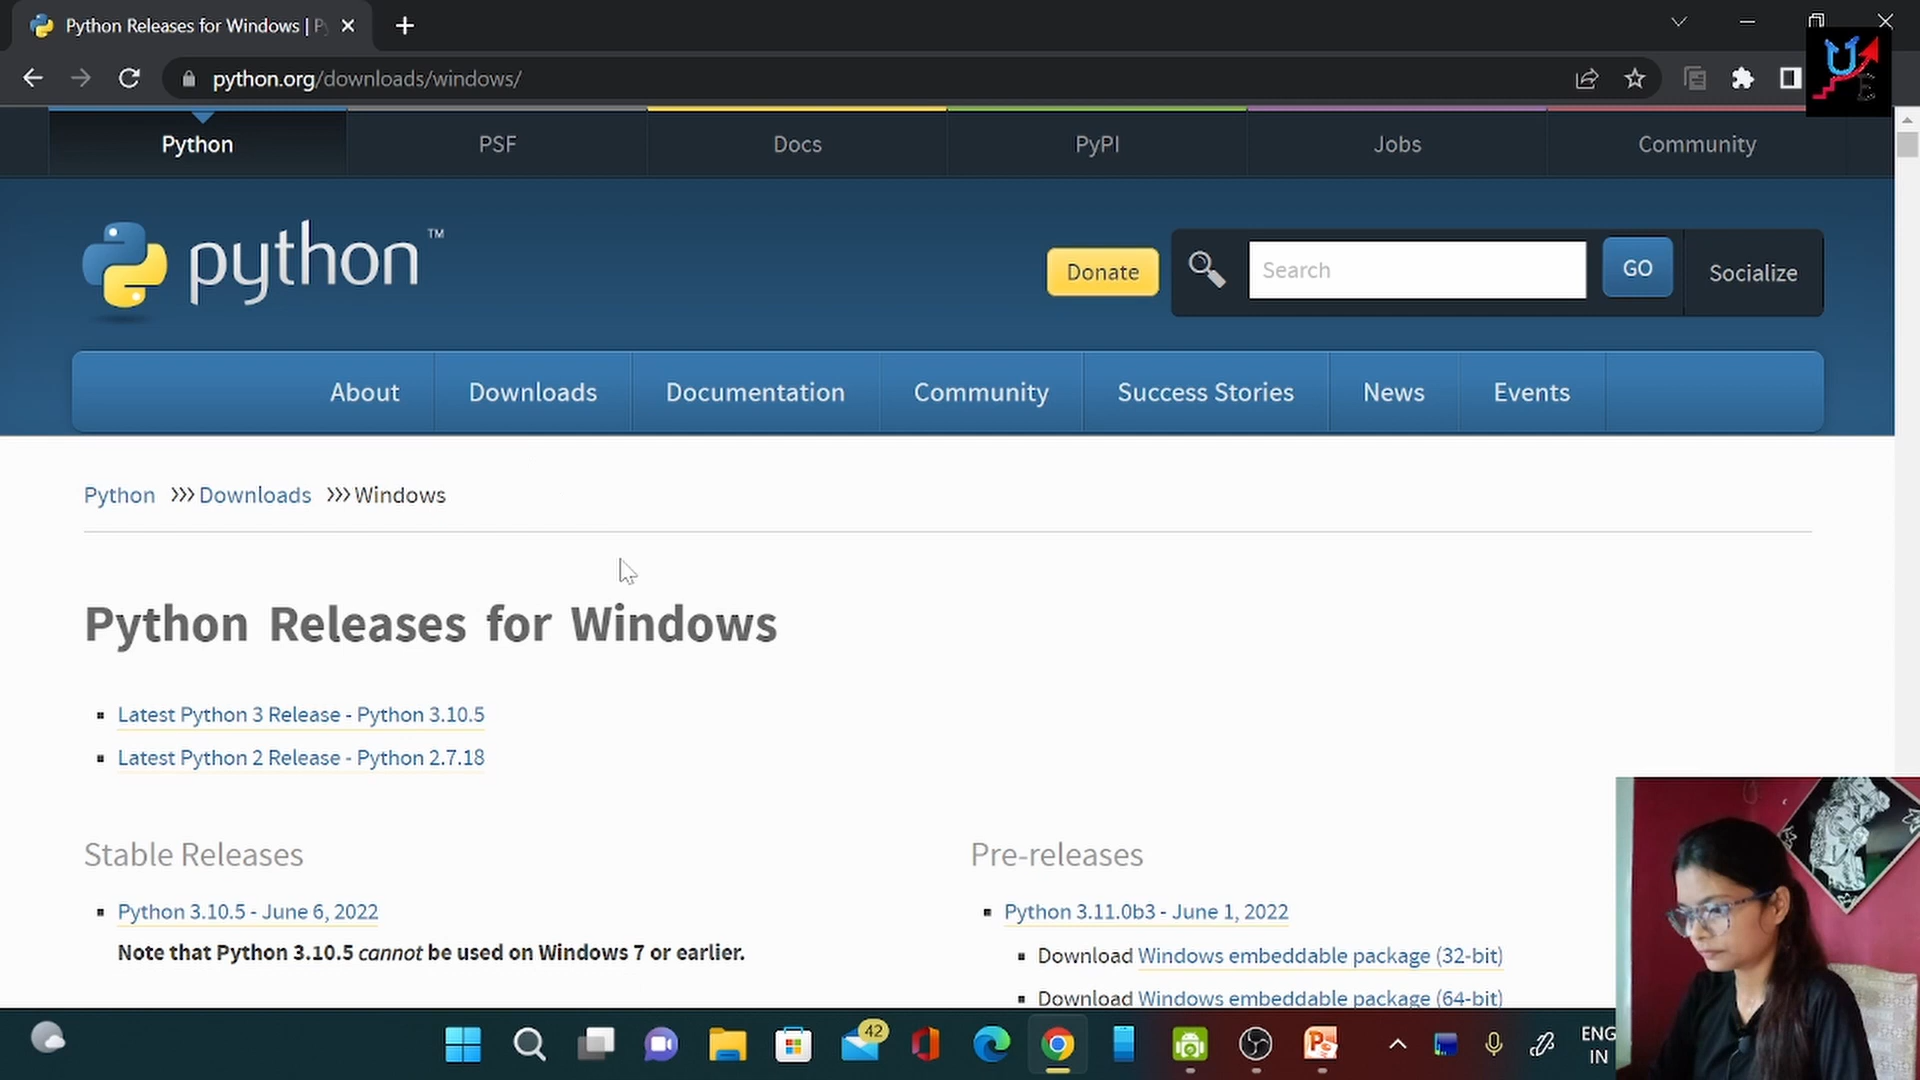 Python Releases for Windows | Py
python.org/downloads/windows/
Python
PSF
Docs
PyPI
Jobs
Community
python™
Donate
Search
GO
Socialize
About
Downloads
Documentation
Community
Success Stories
News
Events
Python >>> Downloads >>> Windows
Python Releases for Windows
Latest Python 3 Release - Python 3.10.5
Latest Python 2 Release - Python 2.7.18
Stable Releases
Python 3.10.5 - June 6, 2022
Note that Python 3.10.5 cannot be used on Windows 7 or earlier.
Pre-releases
Python 3.11.0b3 - June 1, 2022
Download Windows embeddable package (32-bit)
Download Windows embeddable package (64-bit)
42
ENG
IN